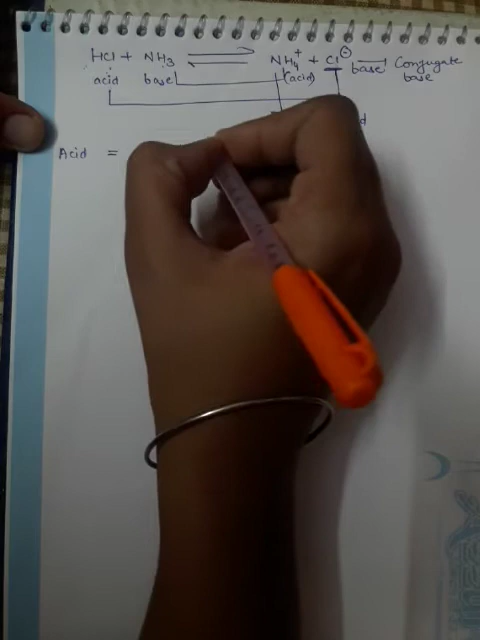 HCl + NH₃ ⇌ NH₄⁺ + Cl⊖ → Conjugate
acid base (acid) base base
Acid =